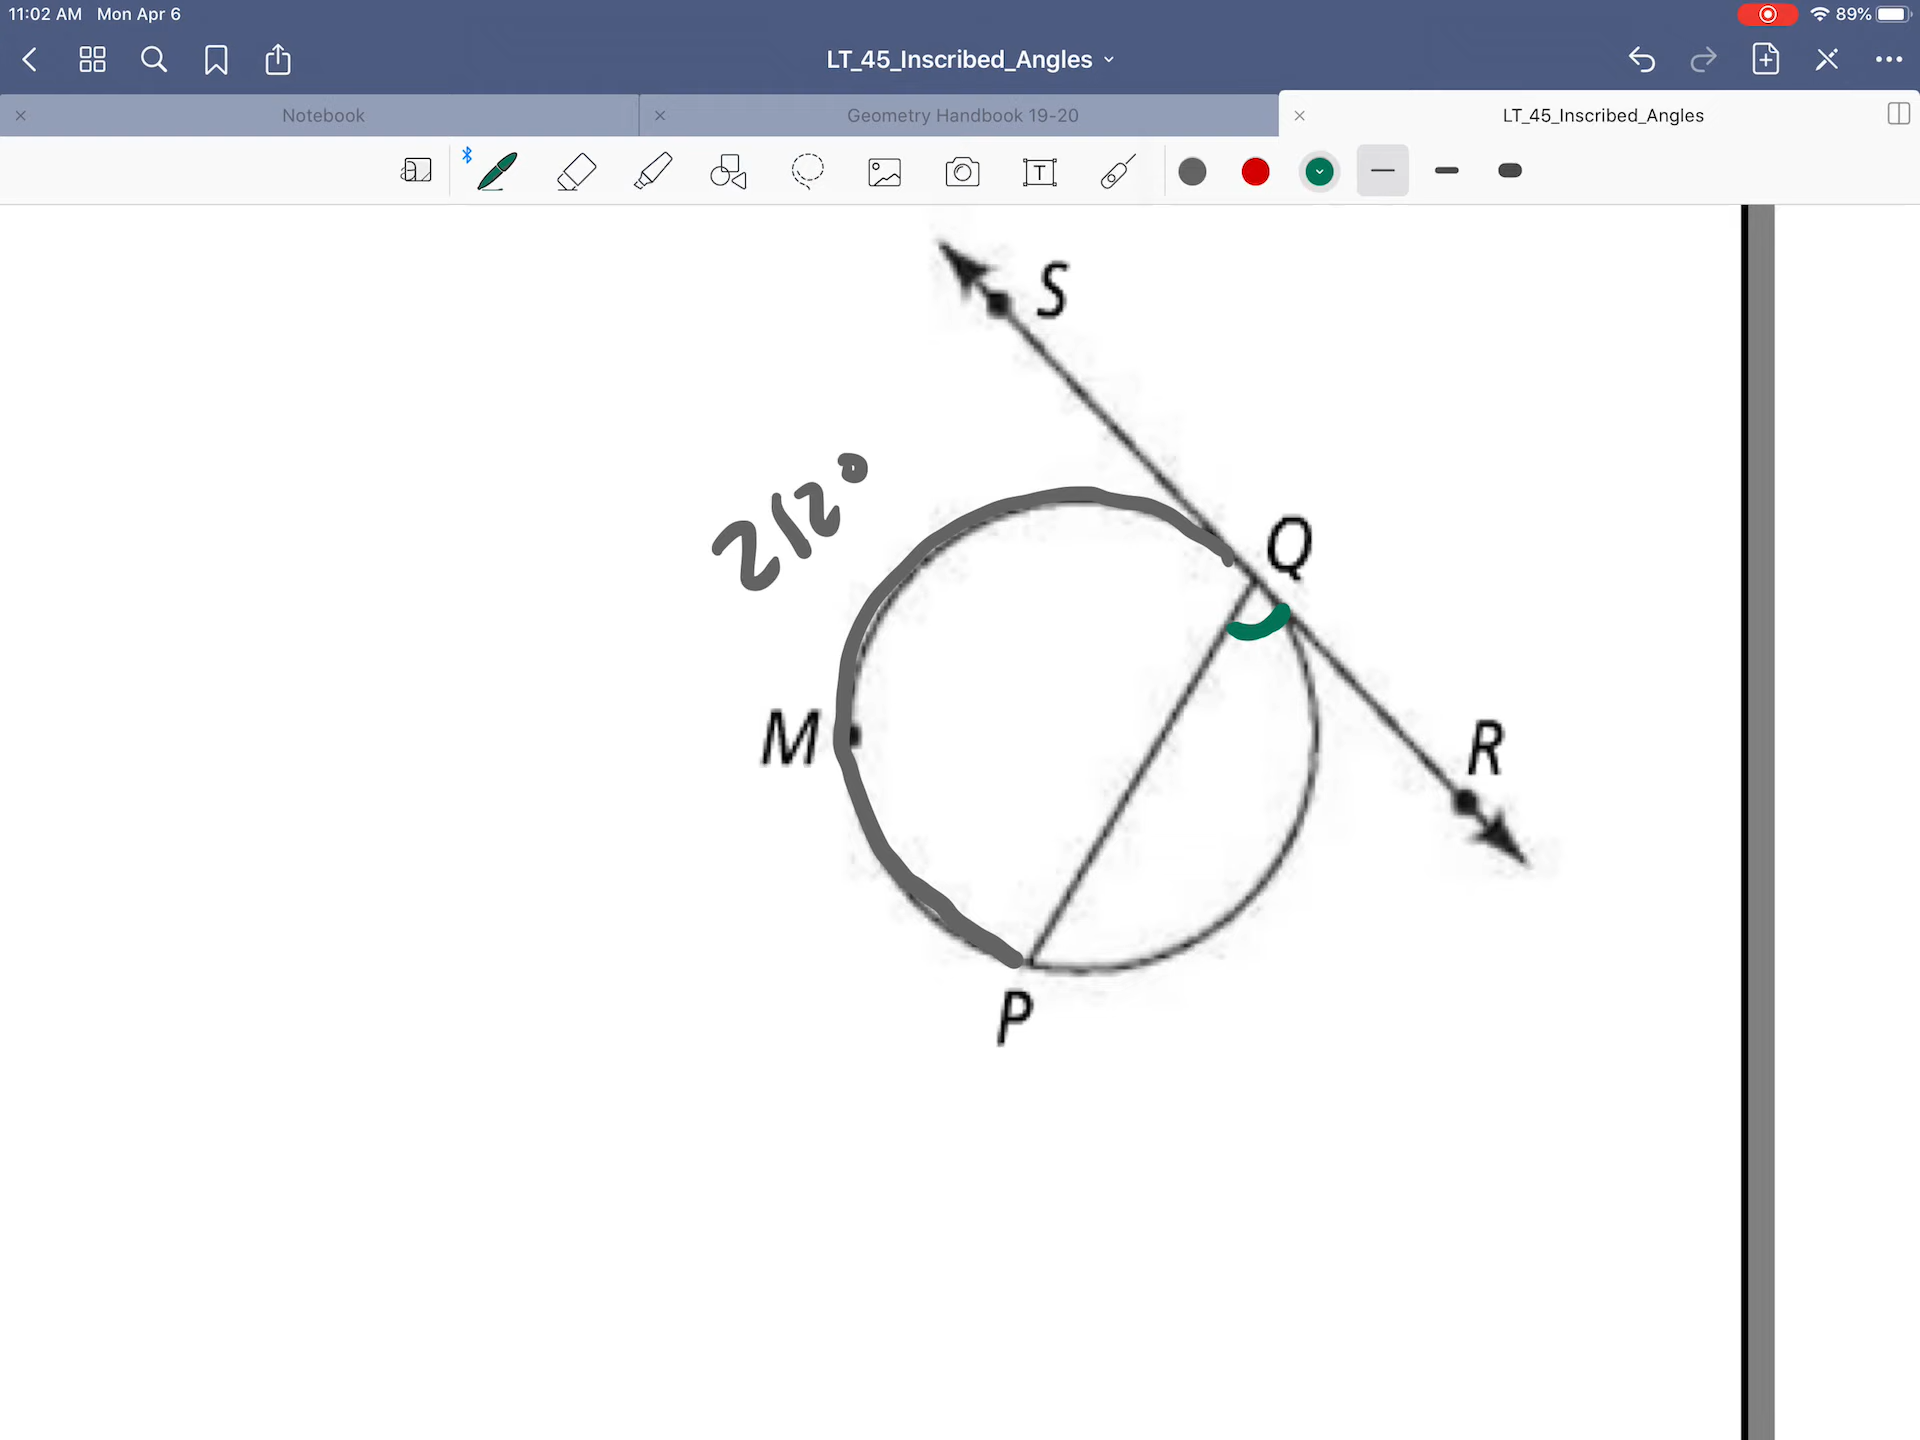 11:02 AM Mon Apr 6
89%
LT_45_Inscribed_Angles
Notebook
Geometry Handbook 19-20
LT_45_Inscribed_Angles
T
S
212°
Q
M
R
P